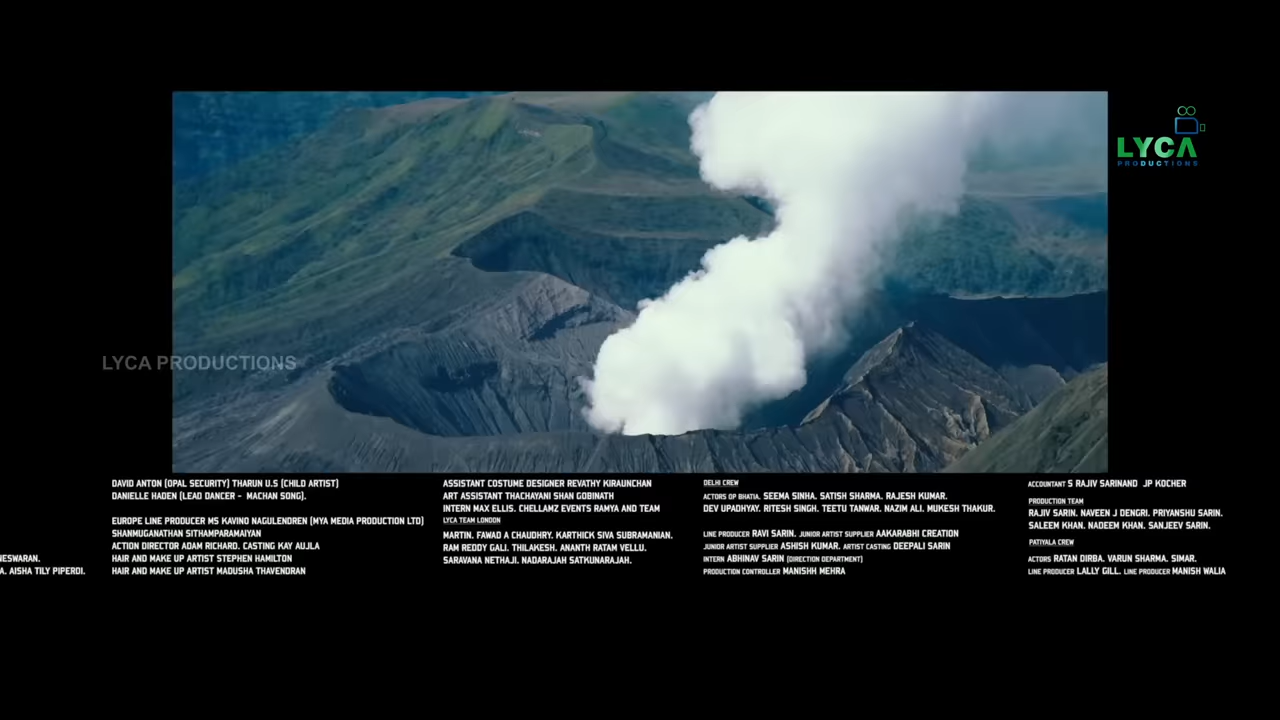 LYCA
PRODUCTIONS
LYCA PRODUCTIONS
NESWARAN.
A. AISHA TILY PIPERDI.
DAVID ANTON (OPAL SECURITY) THARUN U.S (CHILD ARTIST)
DANIELLE HADEN (LEAD DANCER - MACHAN SONG).
EUROPE LINE PRODUCER MS KAVINO NAGULENDREN (MYA MEDIA PRODUCTION LTD)
SHANMUGANATHAN SITHAMPARAMAIYAN
ACTION DIRECTOR ADAM RICHARD. CASTING KAY AUJLA
HAIR AND MAKE UP ARTIST STEPHEN HAMILTON
HAIR AND MAKE UP ARTIST MADUSHA THAVENDRAN
ASSISTANT COSTUME DESIGNER REVATHY KIRAUNCHAN
ART ASSISTANT THACHAYANI SHAN GOBINATH
INTERN MAX ELLIS. CHELLAMZ EVENTS RAMYA AND TEAM
LYCA TEAM LONDON
MARTIN. FAWAD A CHAUDHRY. KARTHICK SIVA SUBRAMANIAN.
RAM REDDY GALI. THILAKESH. ANANTH RATAM VELLU.
SARAVANA NETHAJI. NADARAJAH SATKUNARAJAH.
DELHI CREW
ACTORS OP BHATIA. SEEMA SINHA. SATISH SHARMA. RAJESH KUMAR.
DEV UPADHYAY. RITESH SINGH. TEETU TANWAR. NAZIM ALI. MUKESH THAKUR.
LINE PRODUCER RAVI SARIN. JUNIOR ARTIST SUPPLIER AAKARABHI CREATION
JUNIOR ARTIST SUPPLIER ASHISH KUMAR. ARTIST CASTING DEEPALI SARIN
INTERN ABHINAV SARIN (DIRECTION DEPARTMENT)
PRODUCTION CONTROLLER MANISHH MEHRA
ACCOUNTANT S RAJIV SARINAND JP KOCHER
PRODUCTION TEAM
RAJIV SARIN. NAVEEN J DENGRI. PRIYANSHU SARIN.
SALEEM KHAN. NADEEM KHAN. SANJEEV SARIN.
PATIYALA CREW
ACTORS RATAN DIRBA. VARUN SHARMA. SIMAR.
LINE PRODUCER LALLY GILL. LINE PRODUCER MANISH WALIA